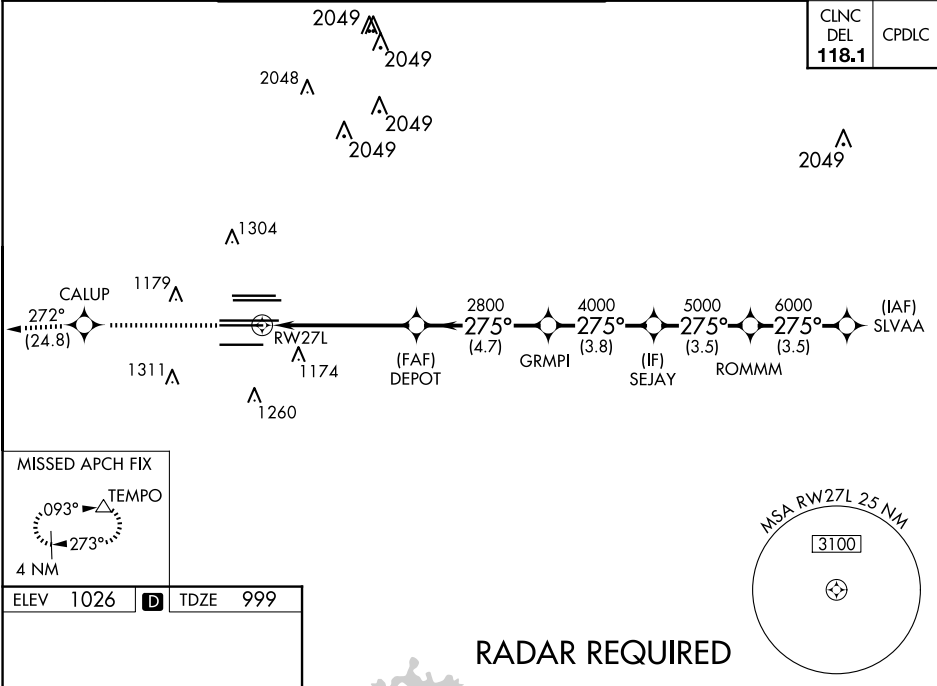 CLNC DEL 118.1
CPDLC
2049
2049
2048
2049
2049
2049
1304
1179
CALUP
272°
(24.8)
RW27L
1174
1311
1260
(FAF) DEPOT
2800
275°
(4.7)
GRMPI
4000
275°
(3.8)
(IF) SEJAY
5000
275°
(3.5)
ROMMM
6000
275°
(3.5)
(IAF) SLVAA
MISSED APCH FIX
TEMPO
093°
273°
4 NM
MSA RW27L 25 NM
3100
ELEV 1026 D TDZE 999
RADAR REQUIRED